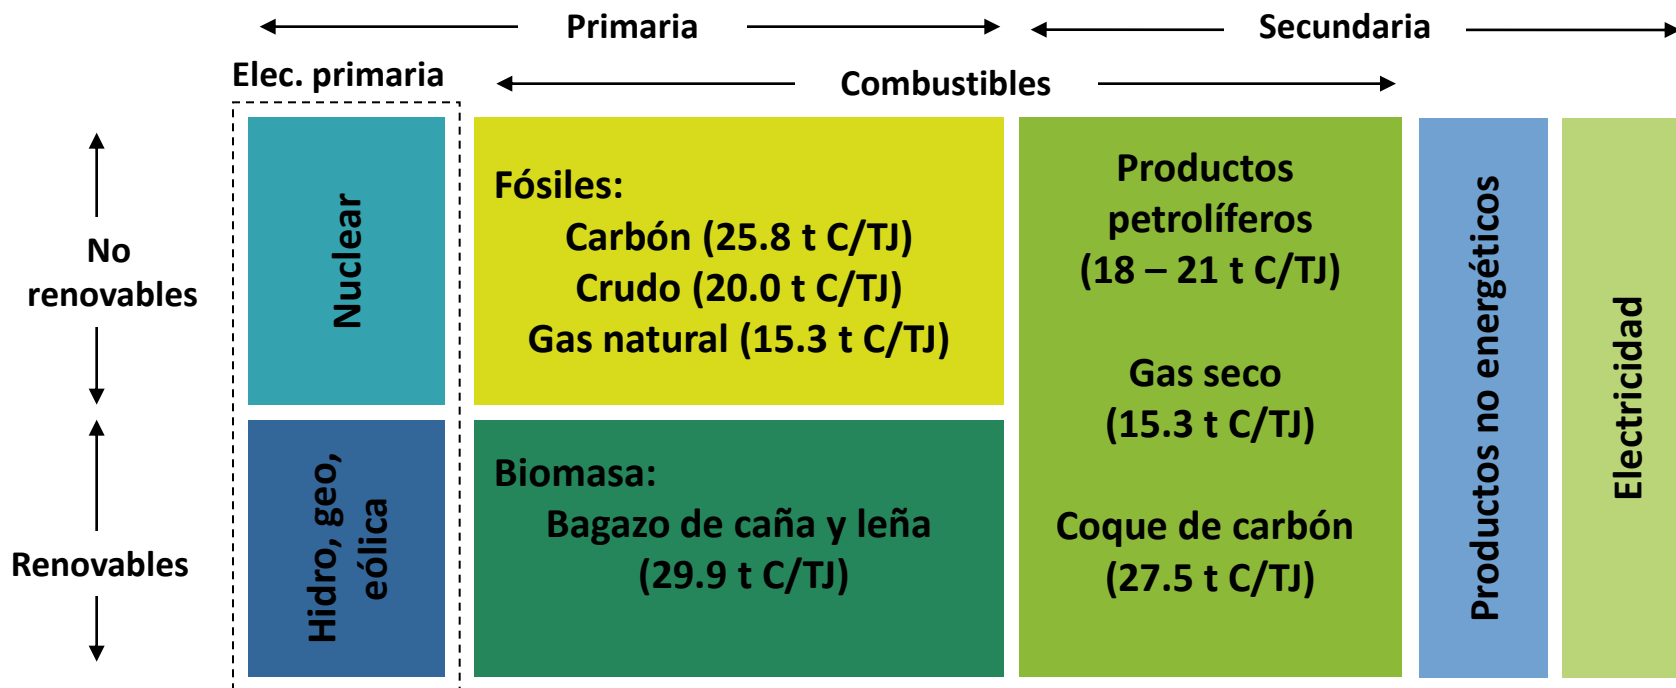 Primaria
Secundaria
Elec. primaria
Combustibles
No
renovables
Renovables
Nuclear
Hidro, geo,
eólica
Fósiles:
Carbón (25.8 t C/TJ)
Crudo (20.0 t C/TJ)
Gas natural (15.3 t C/TJ)
Biomasa:
Bagazo de caña y leña
(29.9 t C/TJ)
Productos
petrolíferos
(18 – 21 t C/TJ)
Gas seco
(15.3 t C/TJ)
Coque de carbón
(27.5 t C/TJ)
Productos no energéticos
Electricidad